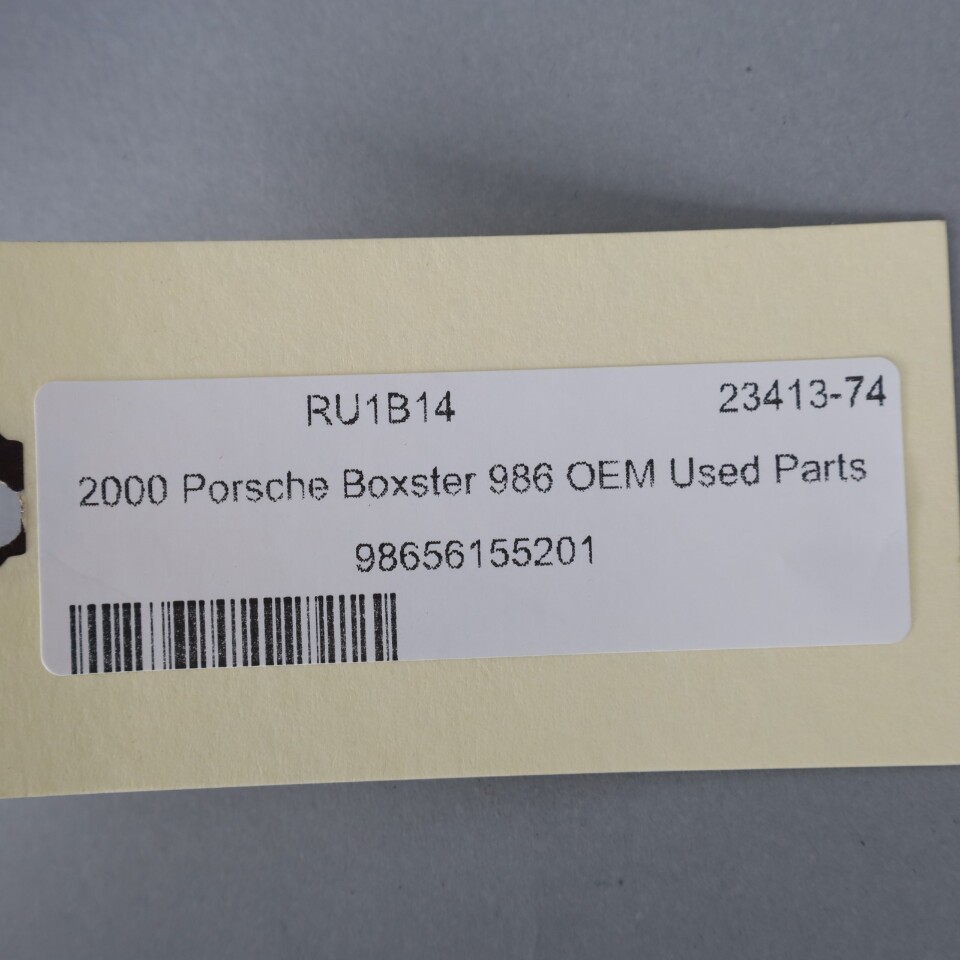 RU1B14 23413-74
2000 Porsche Boxster 986 OEM Used Parts
98656155201